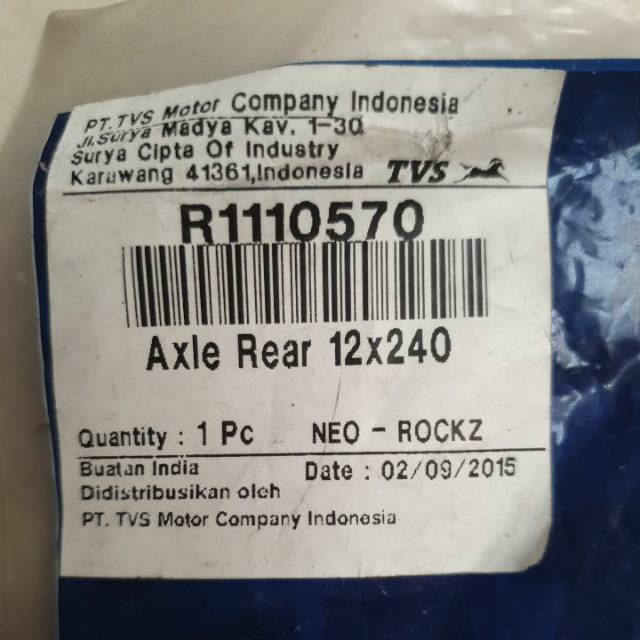 PT. TVS Motor Company Indonesia
Jl. Surya Madya Kav. 1-30
Surya Cipta Of Industry
Karawang 41361,Indonesia TVS
R1110570
Axle Rear 12x240
Quantity : 1 Pc NEO - ROCKZ
Buatan India Date : 02/09/2015
Didistribusikan oleh
PT. TVS Motor Company Indonesia